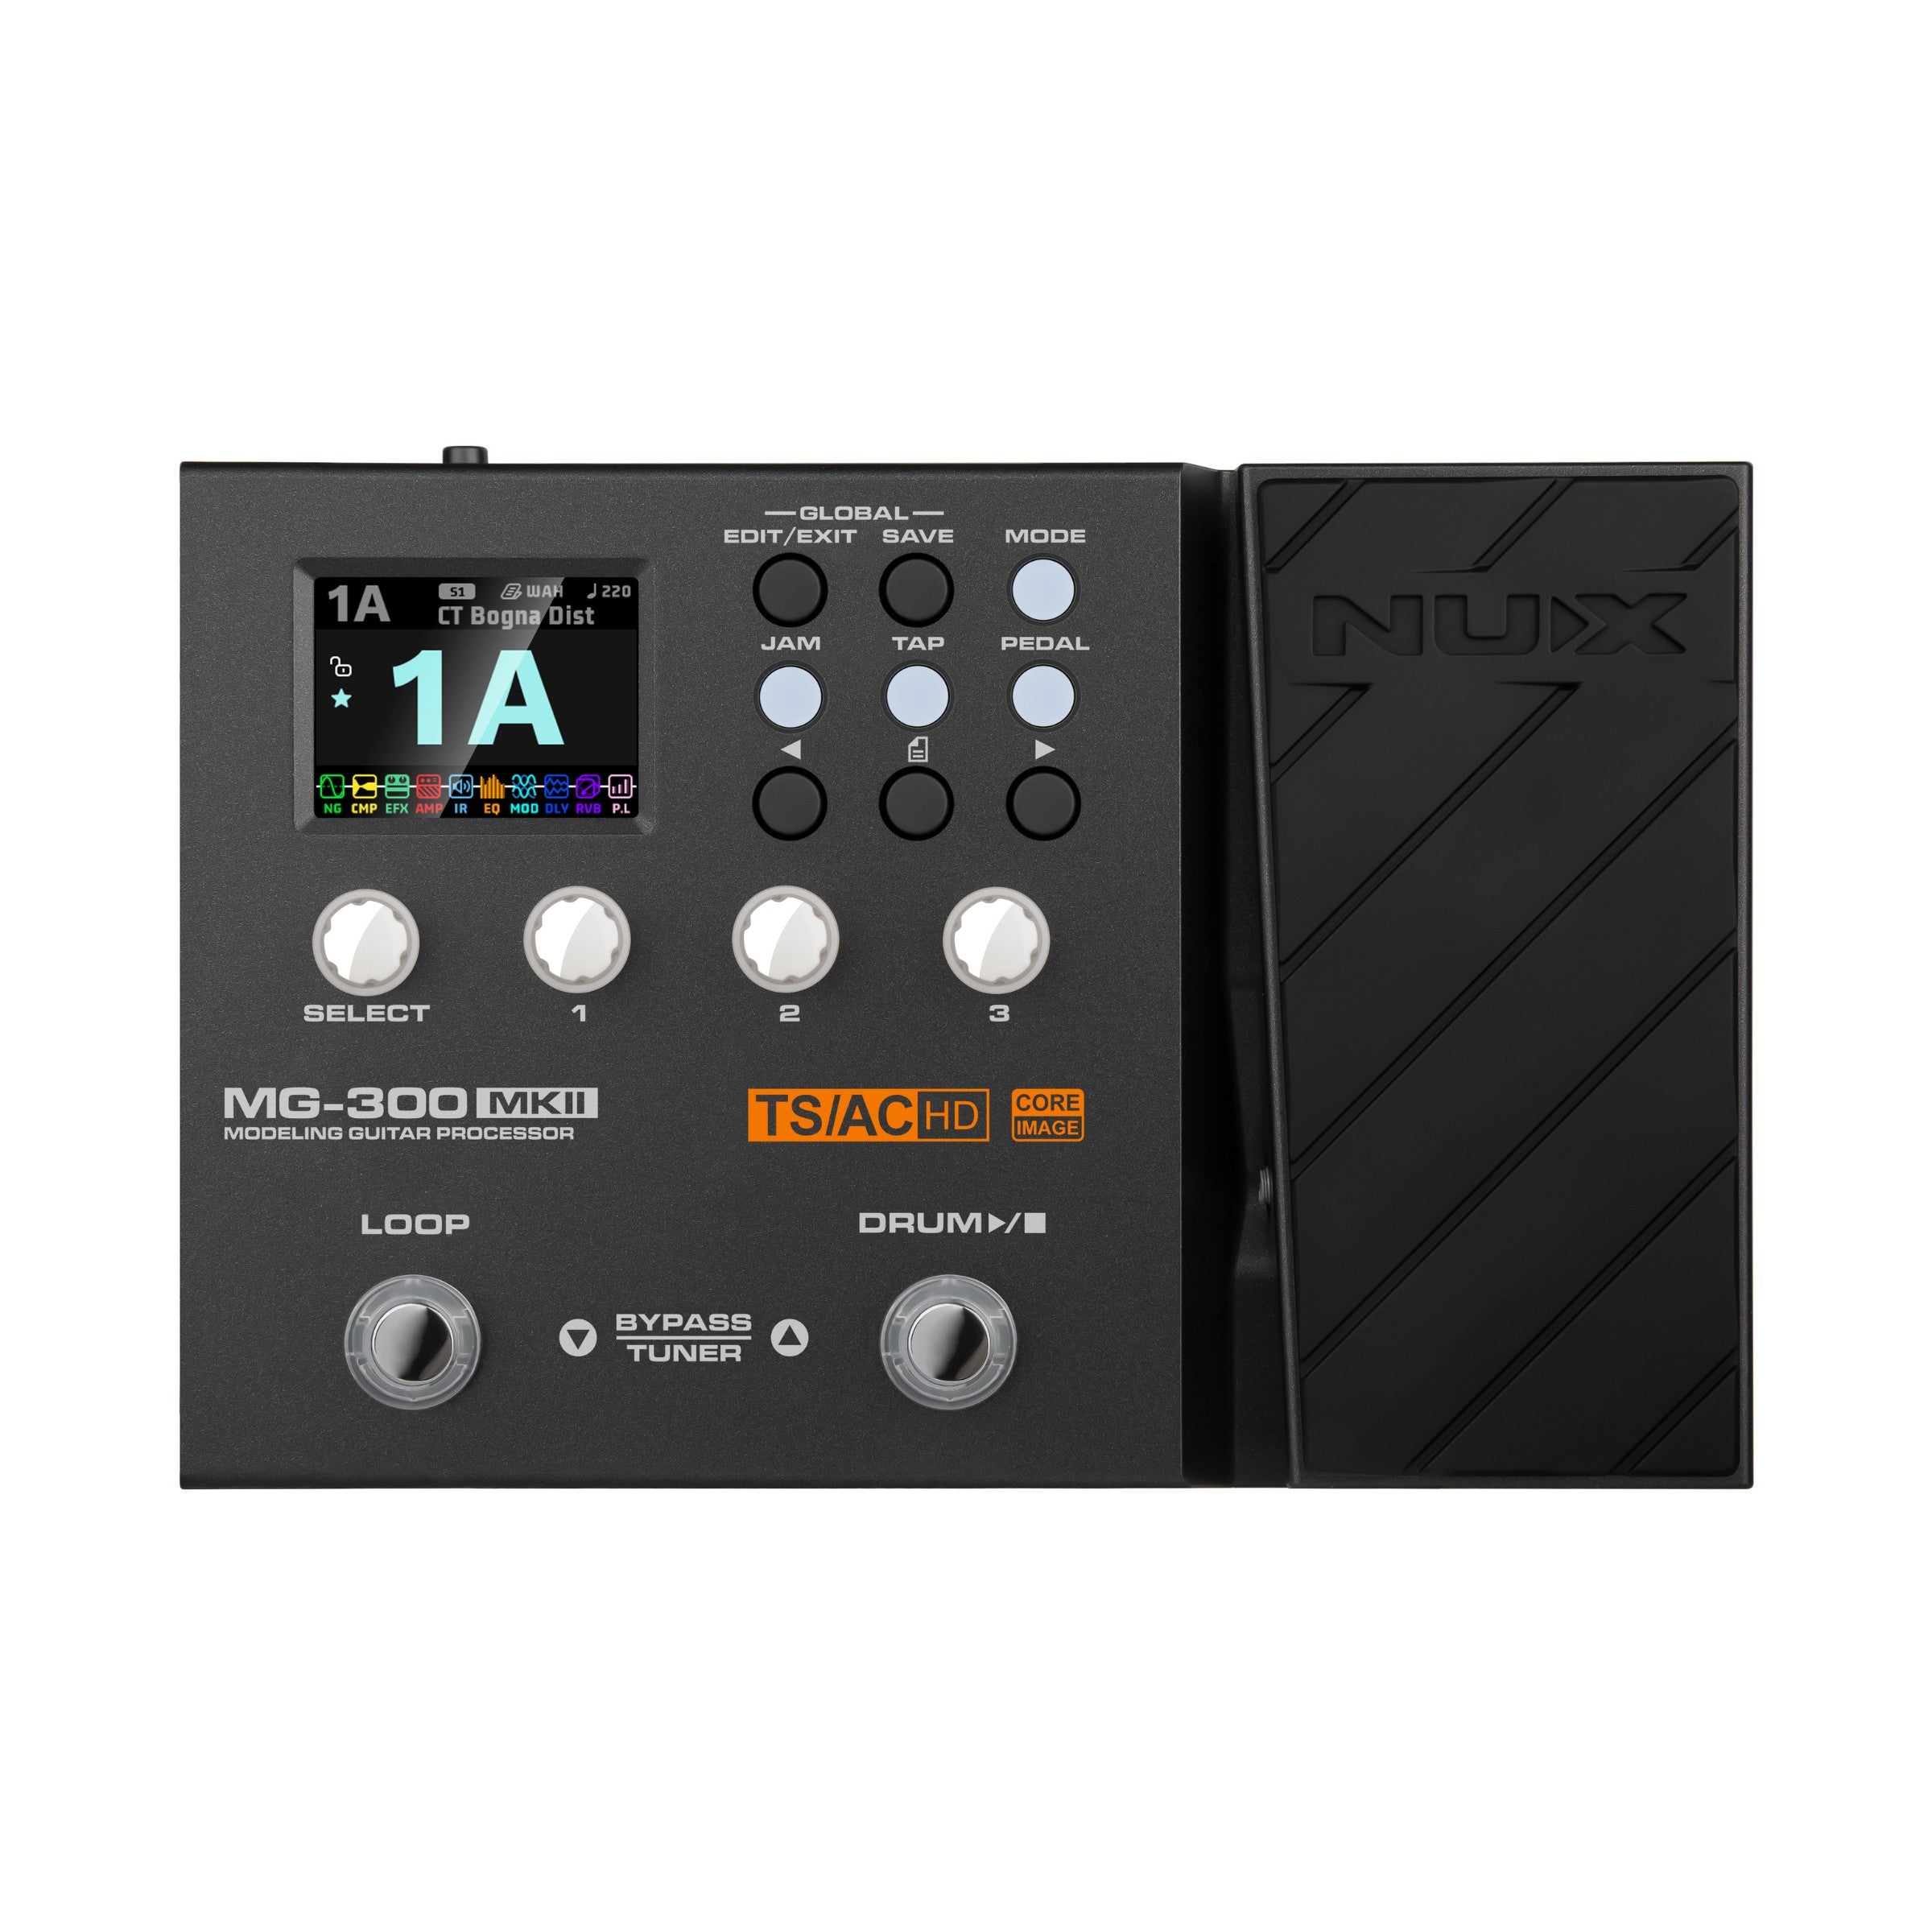 GLOBAL
EDIT/EXIT SAVE MODE
1A S1 WAH 220
CT Bogna Dist
JAM TAP PEDAL
1A
NG CMP EFX AMP IR EQ MOD DLY RVB P.L
NUX
SELECT 1 2 3
MG-300 MKII
MODELING GUITAR PROCESSOR
TS/AC HD
CORE
IMAGE
LOOP
DRUM▶/■
BYPASS
TUNER